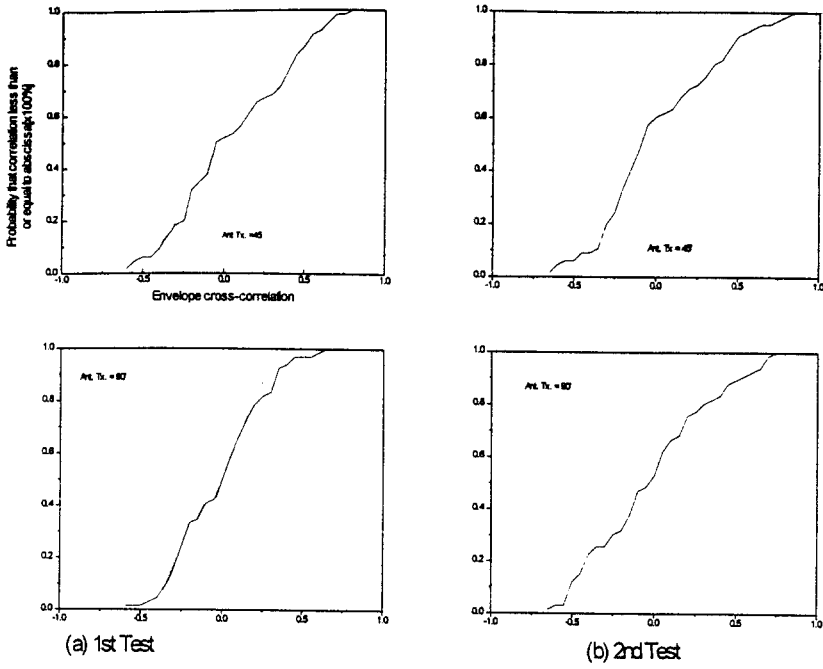 Probability that correlation less than
or equal to abscissa[x100%]
1.0
0.8
0.6
0.4
0.2
0.0
-1.0 -0.5 0.0 0.5 1.0
Ant Tx. =45
Envelope cross-correlation
1.0
0.8
0.6
0.4
0.2
0.0
-1.0 -0.5 0.0 0.5 1.0
Ant. Tx = 45°
1.0
0.8
0.6
0.4
0.2
0.0
-1.0 -0.5 0.0 0.5 1.0
Ant. Tx. = 90°
(a) 1st Test
1.0
0.8
0.6
0.4
0.2
0.0
-1.0 -0.5 0.0 0.5 1.0
Ant. Tx. = 90°
(b) 2nd Test